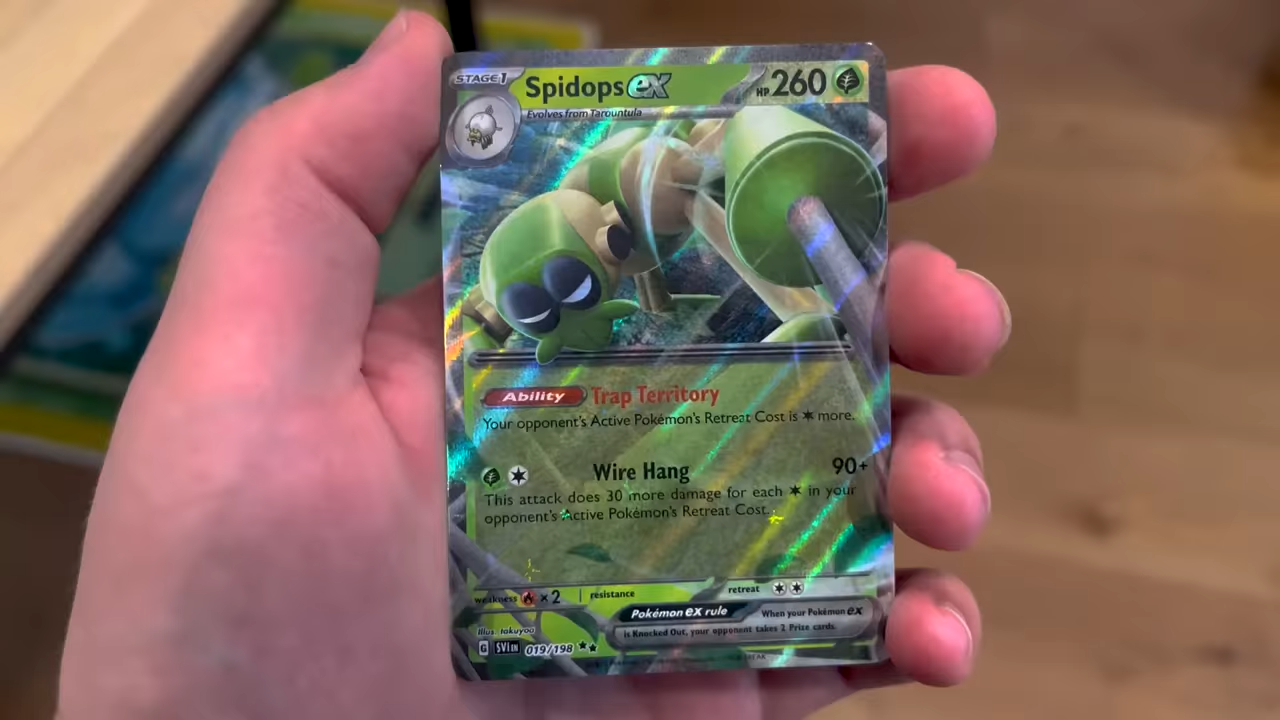 STAGE 1
Spidops ex
HP 260
Evolves from Tarountula
Ability Trap Territory
Your opponent's Active Pokémon's Retreat Cost is more.
Wire Hang 90+
This attack does 30 more damage for each in your
opponent's Active Pokémon's Retreat Cost.
weakness ×2 resistance retreat
Pokémon ex rule When your Pokémon ex
is Knocked Out, your opponent takes 2 Prize cards.
Illus. takuyoa
G SVI EN 019/198